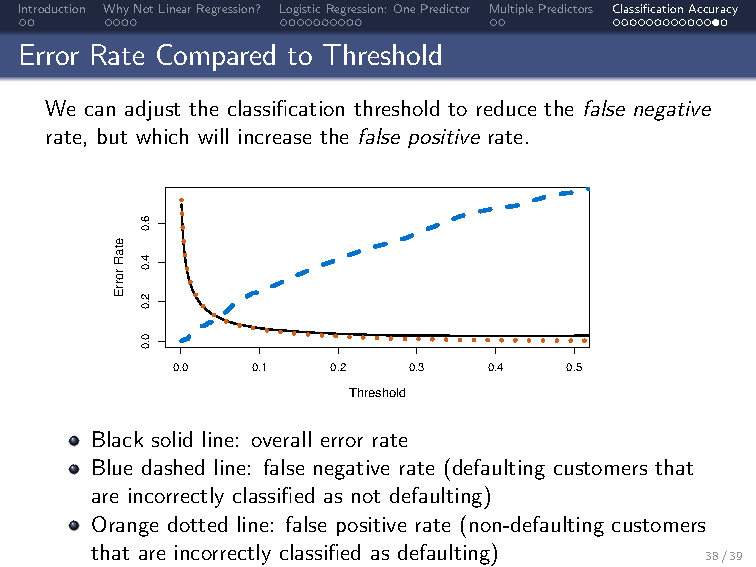 Introduction Why Not Linear Regression? Logistic Regression: One Predictor Multiple Predictors Classification Accuracy
Error Rate Compared to Threshold
We can adjust the classification threshold to reduce the false negative
rate, but which will increase the false positive rate.
Error Rate
0.6
0.4
0.2
0.0
0.0 0.1 0.2 0.3 0.4 0.5
Threshold
Black solid line: overall error rate
Blue dashed line: false negative rate (defaulting customers that
are incorrectly classified as not defaulting)
Orange dotted line: false positive rate (non-defaulting customers
that are incorrectly classified as defaulting)
38 / 39